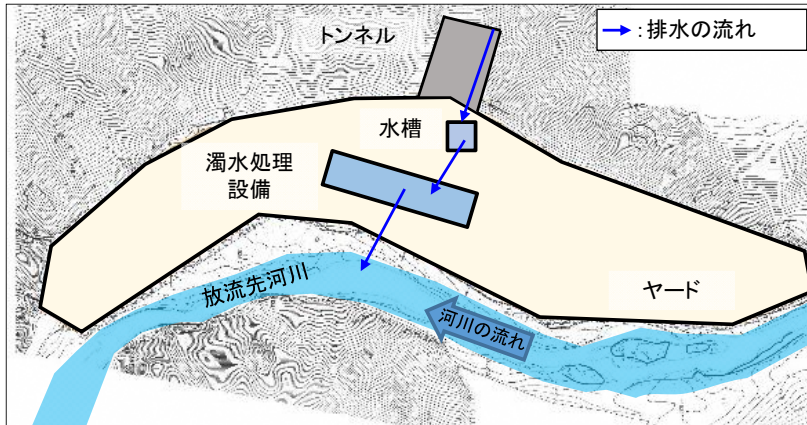 トンネル
→:排水の流れ
水槽
濁水処理
設備
放流先河川
ヤード
河川の流れ